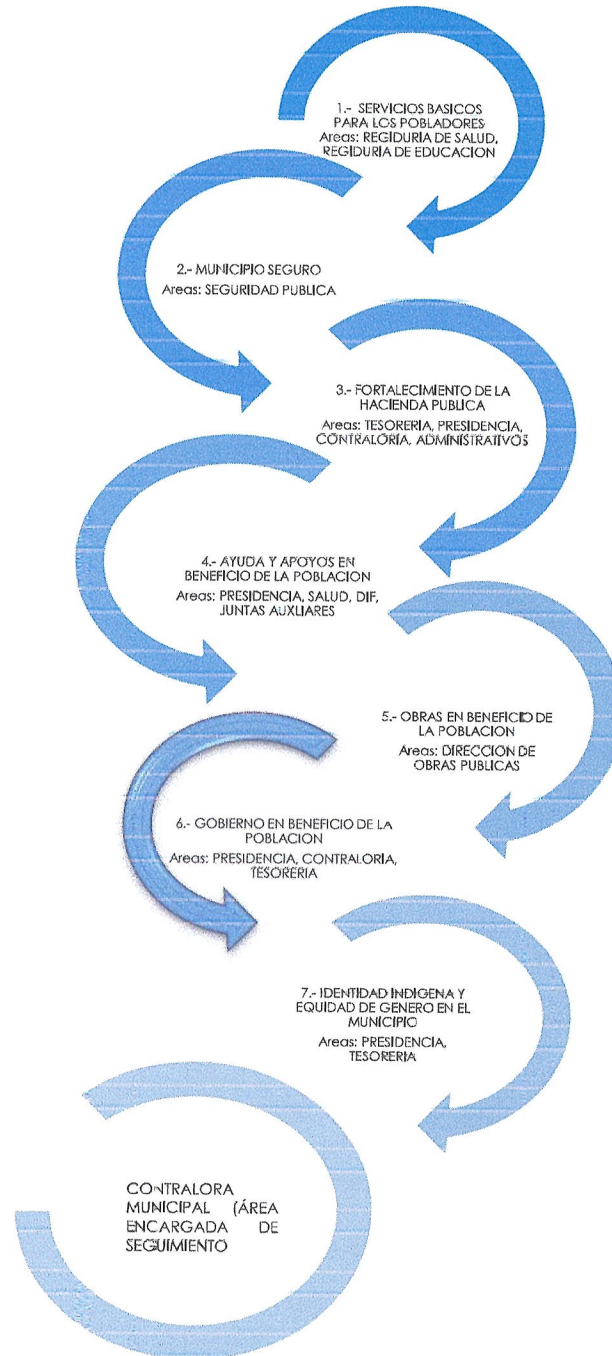 1.- SERVICIOS BASICOS
PARA LOS POBLADORES
Areas: REGIDURIA DE SALUD,
REGIDURIA DE EDUCACION
2.- MUNICIPIO SEGURO
Areas: SEGURIDAD PUBLICA
3.- FORTALECIMIENTO DE LA
HACIENDA PUBLICA
Areas: TESORERIA, PRESIDENCIA,
CONTRALORÍA, ADMINISTRATIVOS
4.- AYUDA Y APOYOS EN
BENEFICIO DE LA POBLACION
Areas: PRESIDENCIA, SALUD, DIF,
JUNTAS AUXLIARES
5.- OBRAS EN BENEFICIO DE
LA POBLACION
Areas: DIRECCION DE
OBRAS PUBLICAS
6.- GOBIERNO EN BENEFICIO DE LA
POBLACION
Areas: PRESIDENCIA, CONTRALORÍA,
TESORERIA
7.- IDENTIDAD INDIGENA Y
EQUIDAD DE GENERO EN EL
MUNICIPIO
Areas: PRESIDENCIA,
TESORERIA
CONTRALORA
MUNICIPAL (ÁREA
ENCARGADA DE
SEGUIMIENTO